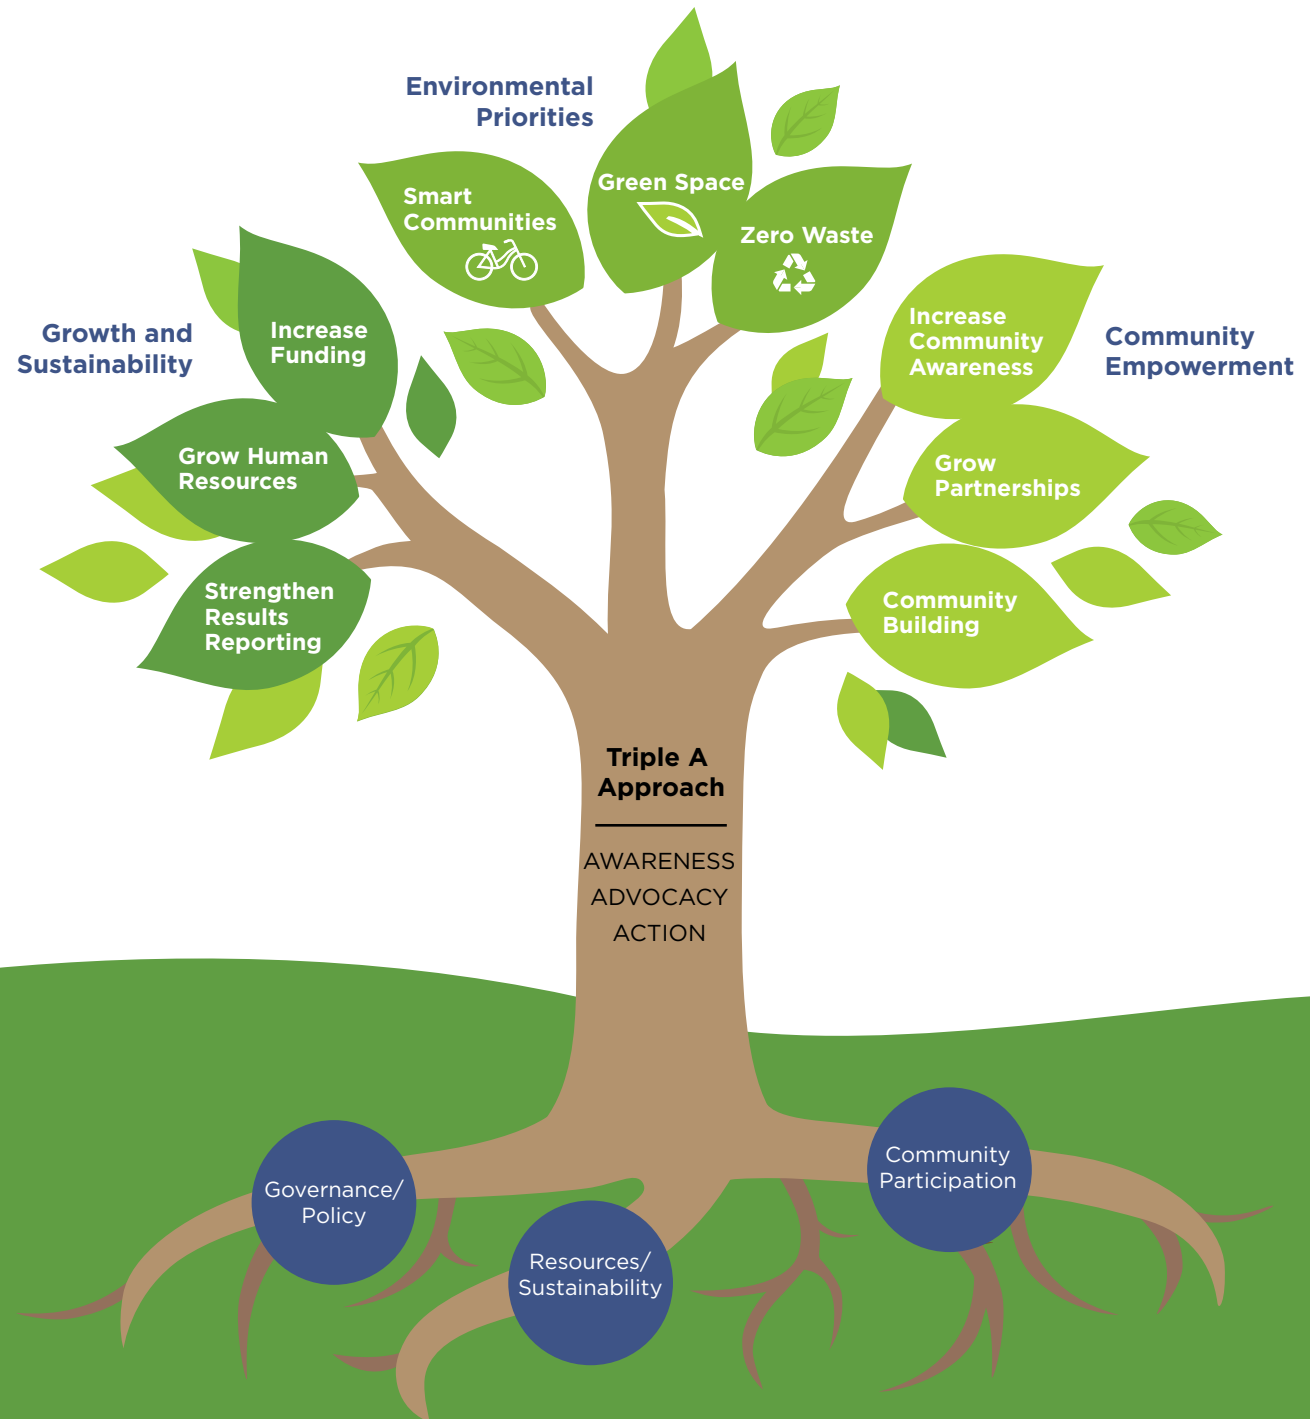 Environmental
Priorities
Smart
Communities
Green Space
Zero Waste
Growth and
Sustainability
Increase
Funding
Grow Human
Resources
Strengthen
Results
Reporting
Increase
Community
Awareness
Community
Empowerment
Grow
Partnerships
Community
Building
Triple A
Approach
AWARENESS
ADVOCACY
ACTION
Governance/
Policy
Resources/
Sustainability
Community
Participation